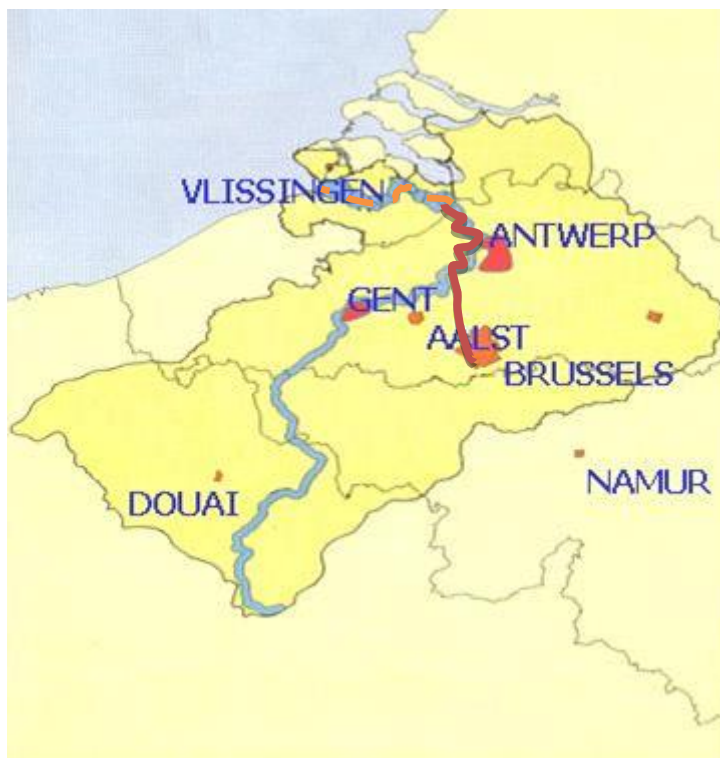 VLISSINGEN
ANTWERP
GENT
AALST
BRUSSELS
NAMUR
DOUAI